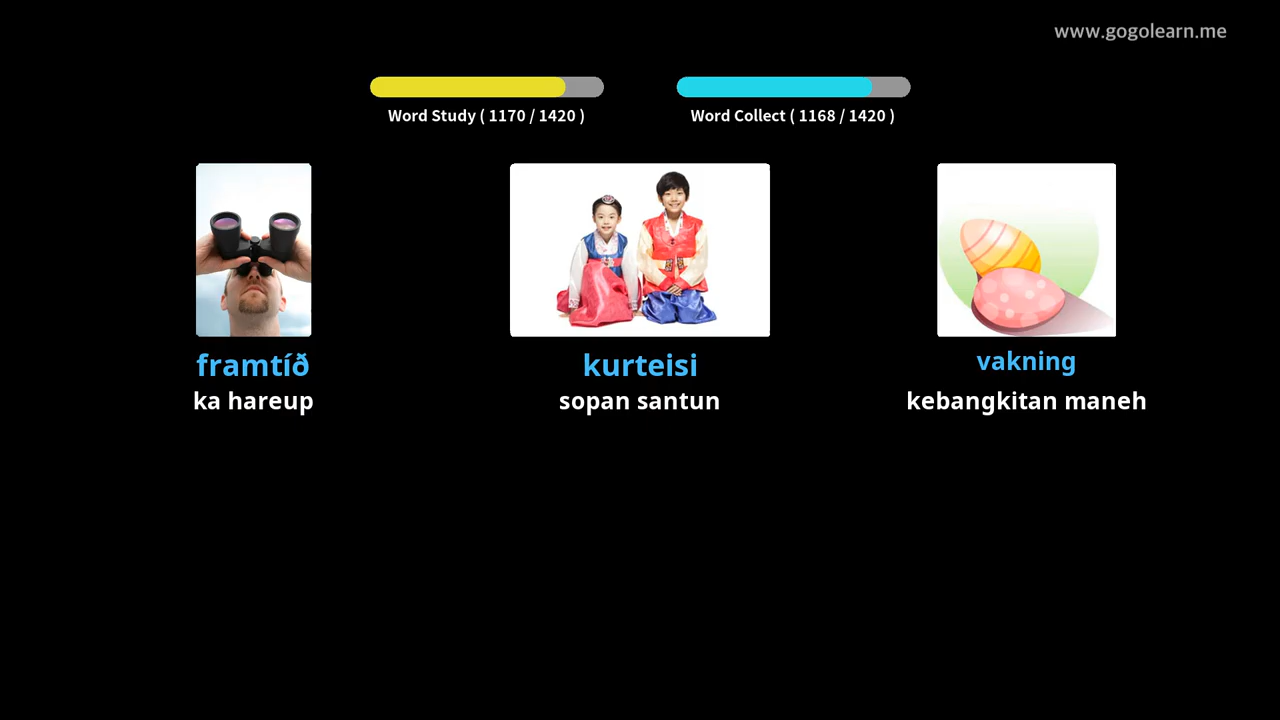 www.gogolearn.me
Word Study ( 1170 / 1420 )
Word Collect ( 1168 / 1420 )
framtíð
ka hareup
kurteisi
sopan santun
vakning
kebangkitan maneh